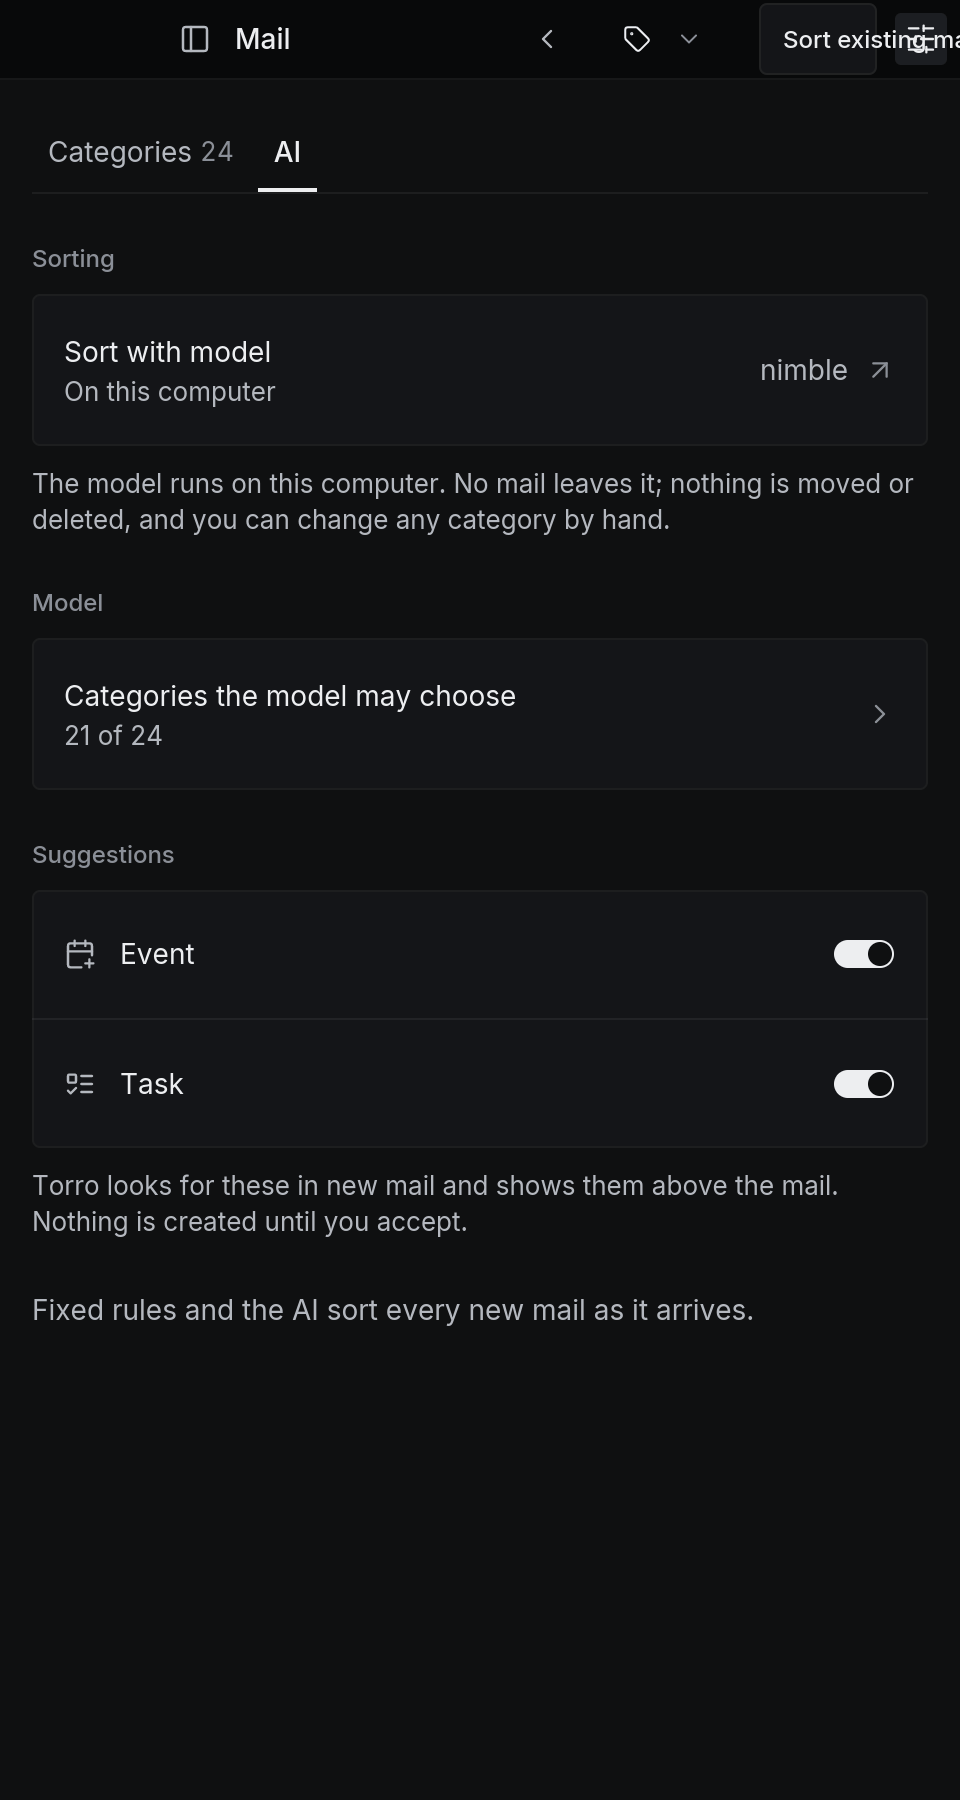 Mail
Sort existing ma
Categories 24
AI
Sorting
Sort with model
On this computer
nimble
The model runs on this computer. No mail leaves it; nothing is moved or
deleted, and you can change any category by hand.
Model
Categories the model may choose
21 of 24
Suggestions
Event
Task
Torro looks for these in new mail and shows them above the mail.
Nothing is created until you accept.
Fixed rules and the AI sort every new mail as it arrives.